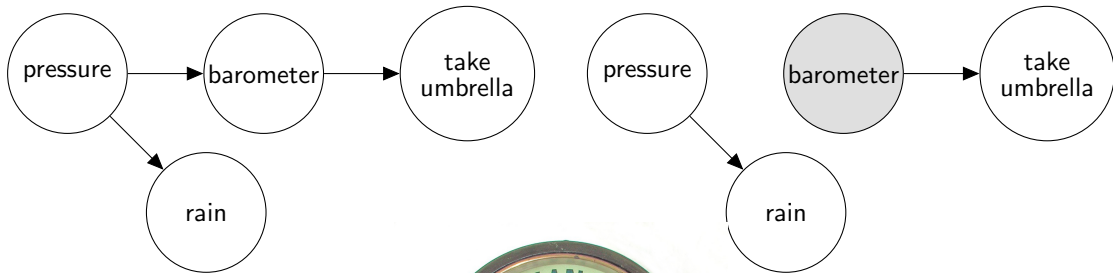 pressure
barometer
take
umbrella
rain
pressure
barometer
take
umbrella
rain